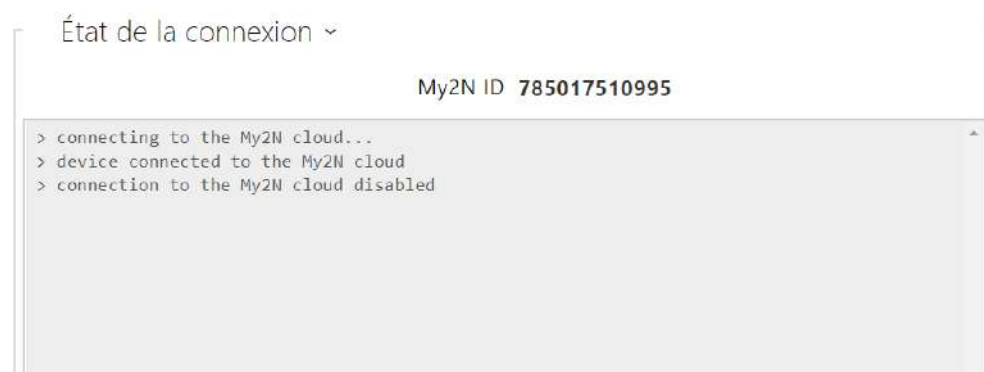 État de la connexion
My2N ID 785017510995
> connecting to the My2N cloud...
> device connected to the My2N cloud
> connection to the My2N cloud disabled